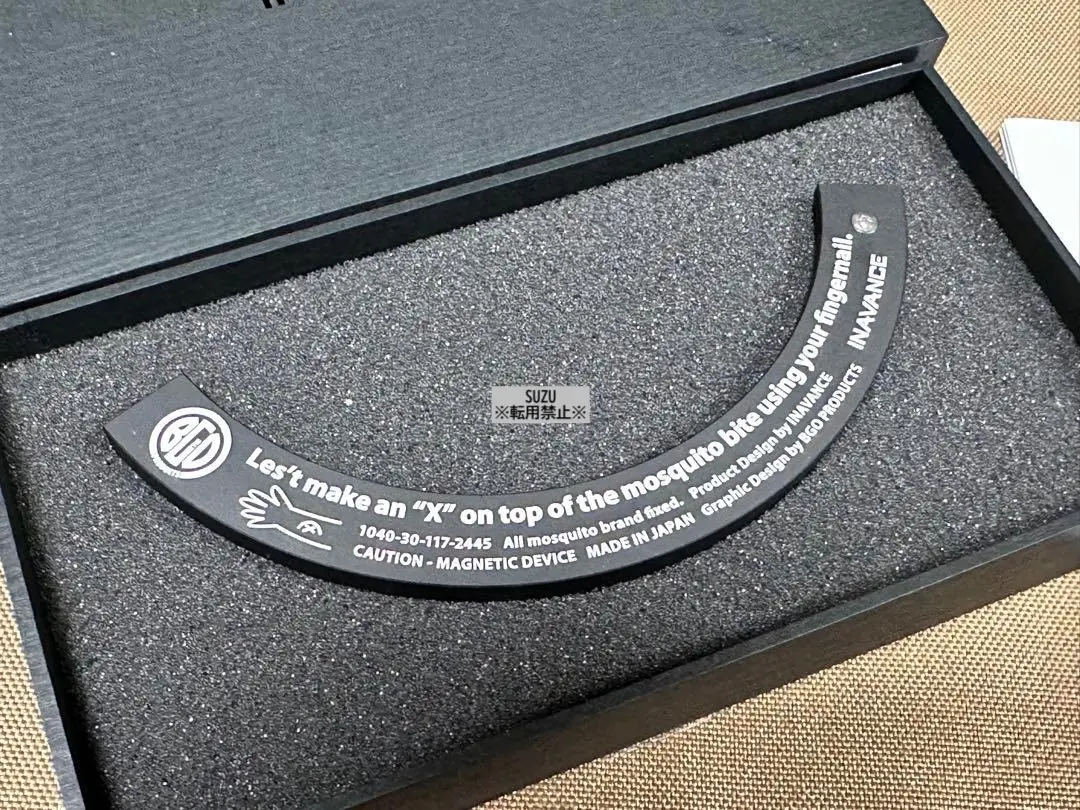 BGO
Les't make an “X” on top of the mosquito bite using your fingernail.
1040-30-117-2445 All mosquito brand fixed. Product Design by INAVANCE
CAUTION - MAGNETIC DEVICE MADE IN JAPAN Graphic Design by BGO PRODUCTS
INAVANCE
SUZU
※転用禁止※